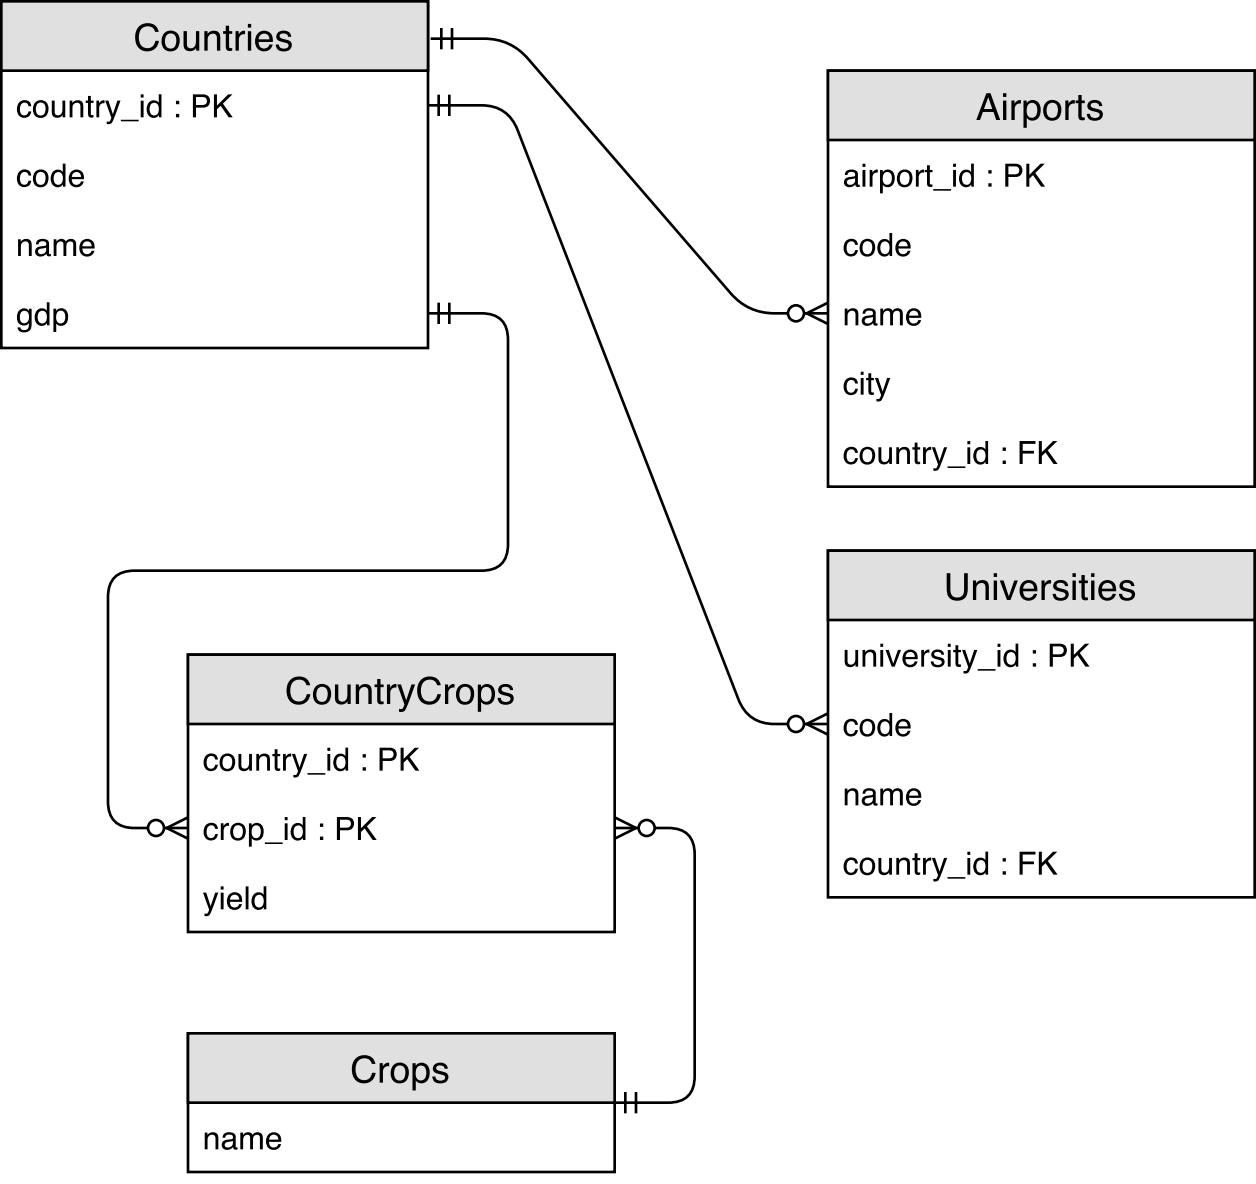 Countries
country_id : PK
code
name
gdp
Airports
airport_id : PK
code
name
city
country_id : FK
Universities
university_id : PK
code
name
country_id : FK
CountryCrops
country_id : PK
crop_id : PK
yield
Crops
name